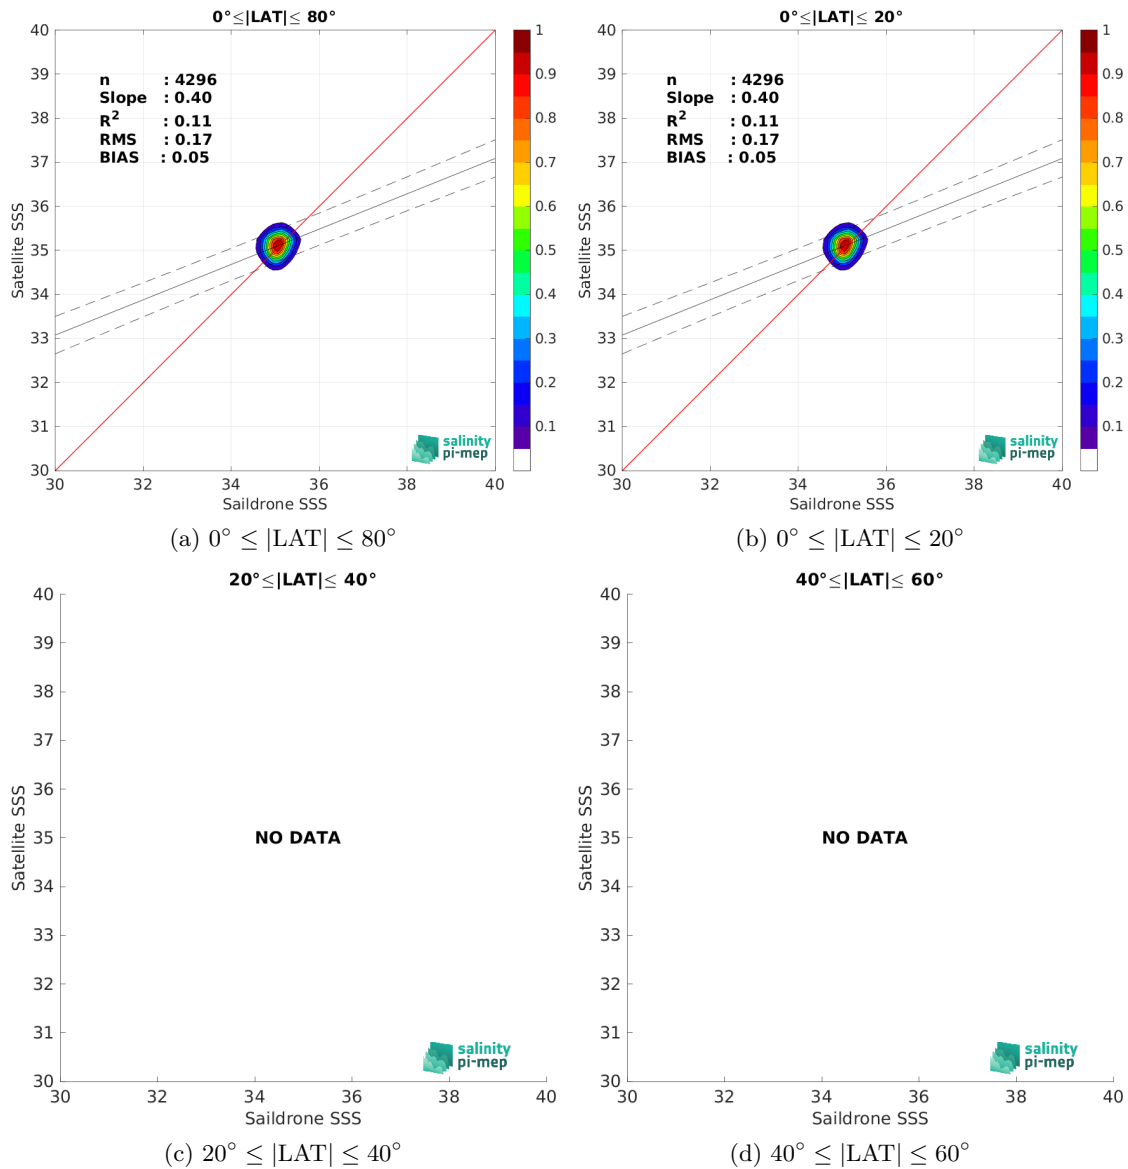 0°≤|LAT|≤ 80°
40
39
38
37
36
35
34
33
32
31
30
Satellite SSS
n : 4296
Slope : 0.40
R2 : 0.11
RMS : 0.17
BIAS : 0.05
salinity
pi-mep
30 32 34 36 38 40
Saildrone SSS
1
0.9
0.8
0.7
0.6
0.5
0.4
0.3
0.2
0.1
(a) 0° ≤ |LAT| ≤ 80°
0°≤|LAT|≤ 20°
40
39
38
37
36
35
34
33
32
31
30
Satellite SSS
n : 4296
Slope : 0.40
R2 : 0.11
RMS : 0.17
BIAS : 0.05
salinity
pi-mep
30 32 34 36 38 40
Saildrone SSS
1
0.9
0.8
0.7
0.6
0.5
0.4
0.3
0.2
0.1
(b) 0° ≤ |LAT| ≤ 20°
20°≤|LAT|≤ 40°
40
39
38
37
36
35
34
33
32
31
30
Satellite SSS
NO DATA
salinity
pi-mep
30 32 34 36 38 40
Saildrone SSS
(c) 20° ≤ |LAT| ≤ 40°
40°≤|LAT|≤ 60°
40
39
38
37
36
35
34
33
32
31
30
Satellite SSS
NO DATA
salinity
pi-mep
30 32 34 36 38 40
Saildrone SSS
(d) 40° ≤ |LAT| ≤ 60°